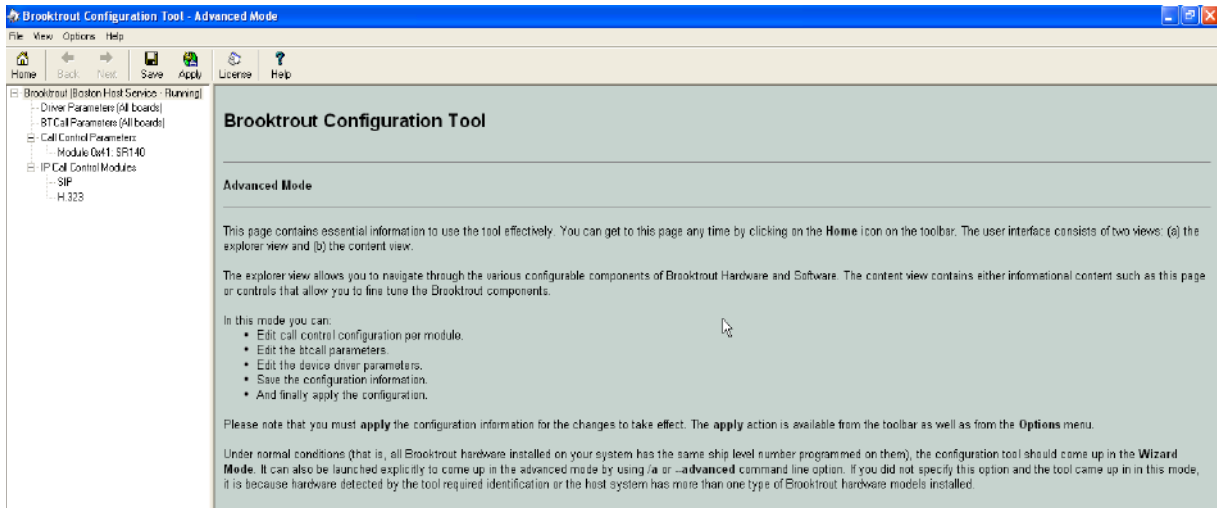 Brooktrout Configuration Tool - Advanced Mode
File View Options Help
Home Back Next Save Apply License Help
Brooktrout (Boston Host Service - Running)
Driver Parameters (All boards)
BT Call Parameters (All boards)
Call Control Parameters
Module 0x41: SR140
IP Call Control Modules
SIP
H.323
Brooktrout Configuration Tool
Advanced Mode
This page contains essential information to use the tool effectively. You can get to this page any time by clicking on the Home icon on the toolbar. The user interface consists of two views: (a) the
explorer view and (b) the content view.
The explorer view allows you to navigate through the various configurable components of Brooktrout Hardware and Software. The content view contains either informational content such as this page
or controls that allow you to fine tune the Brooktrout components.
In this mode you can:
• Edit call control configuration per module.
• Edit the btcall parameters.
• Edit the device driver parameters.
• Save the configuration information.
• And finally apply the configuration.
Please note that you must apply the configuration information for the changes to take effect. The apply action is available from the toolbar as well as from the Options menu.
Under normal conditions (that is, all Brooktrout hardware installed on your system has the same ship level number programmed on them), the configuration tool should come up in the Wizard
Mode. It can also be launched explicitly to come up in the advanced mode by using /a or --advanced command line option. If you did not specify this option and the tool came up in in this mode,
it is because hardware detected by the tool required identification or the host system has more than one type of Brooktrout hardware models installed.